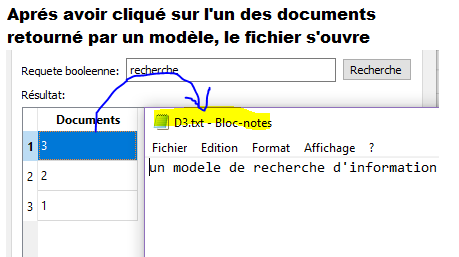 Aprés avoir cliqué sur l'un des documents
retourné par un modèle, le fichier s'ouvre
Requete booleenne: recherche Recherche
Résultat:
Documents
1 3
2 2
3 1
D3.txt - Bloc-notes
Fichier Edition Format Affichage ?
un modele de recherche d'information